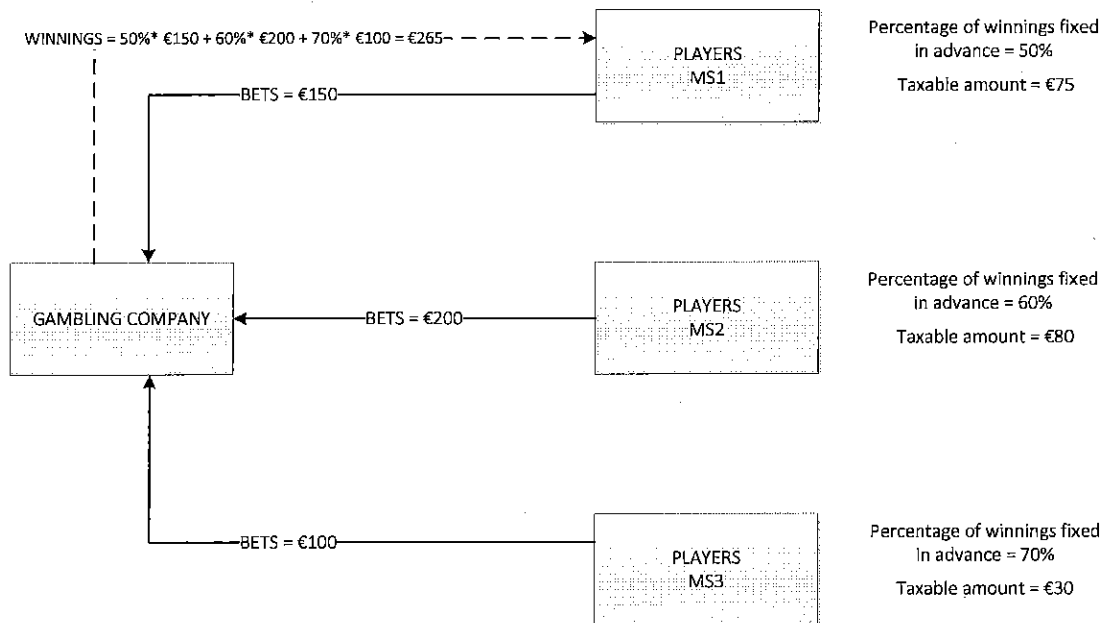 WINNINGS = 50%* €150 + 60%* €200 + 70%* €100 = €265
PLAYERS
MS1
Percentage of winnings fixed
in advance = 50%
Taxable amount = €75
BETS = €150
GAMBLING COMPANY
BETS = €200
PLAYERS
MS2
Percentage of winnings fixed
in advance = 60%
Taxable amount = €80
BETS = €100
PLAYERS
MS3
Percentage of winnings fixed
in advance = 70%
Taxable amount = €30